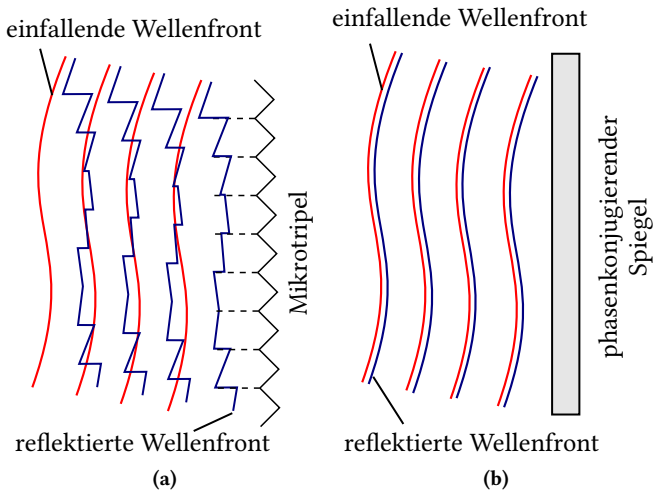 einfallende Wellenfront
Mikrotripel
reflektierte Wellenfront
(a)
einfallende Wellenfront
phasenkonjugierender
Spiegel
reflektierte Wellenfront
(b)